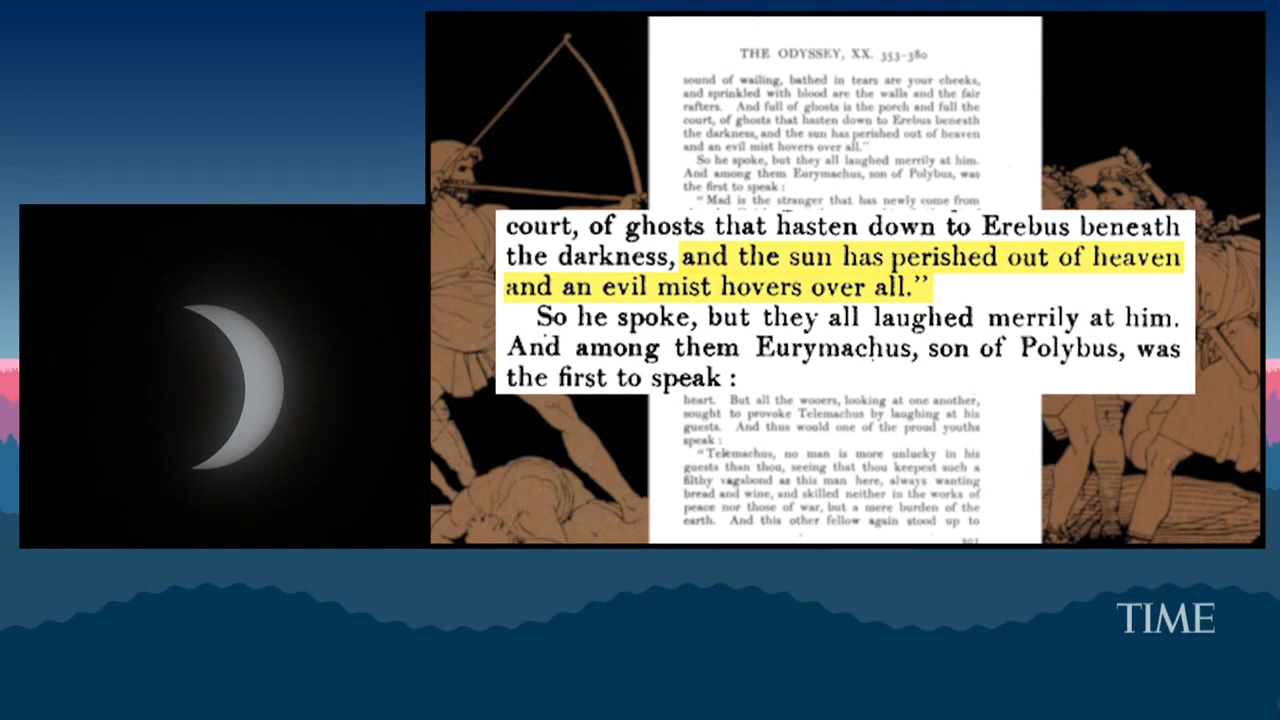 THE ODYSSEY, XX. 353-380
sound of wailing, bathed in tears are your cheeks,
and sprinkled with blood are the walls and the fair
rafters. And full of ghosts is the porch and full the
court, of ghosts that hasten down to Erebus beneath
the darkness, and the sun has perished out of heaven
and an evil mist hovers over all.”
So he spoke, but they all laughed merrily at him.
And among them Eurymachus, son of Polybus, was
the first to speak :
“Mad is the stranger that has newly come from
court, of ghosts that hasten down to Erebus beneath
the darkness, and the sun has perished out of heaven
and an evil mist hovers over all.”
So he spoke, but they all laughed merrily at him.
And among them Eurymachus, son of Polybus, was
the first to speak :
heart. But all the wooers, looking at one another,
sought to provoke Telemachus by laughing at his
guests. And thus would one of the proud youths
speak :
“Telemachus, no man is more unlucky in his
guests than thou, seeing that thou keepest such a
filthy vagabond as this man here, always wanting
bread and wine, and skilled neither in the works of
peace nor those of war, but a mere burden of the
earth. And this other fellow again stood up to
TIME